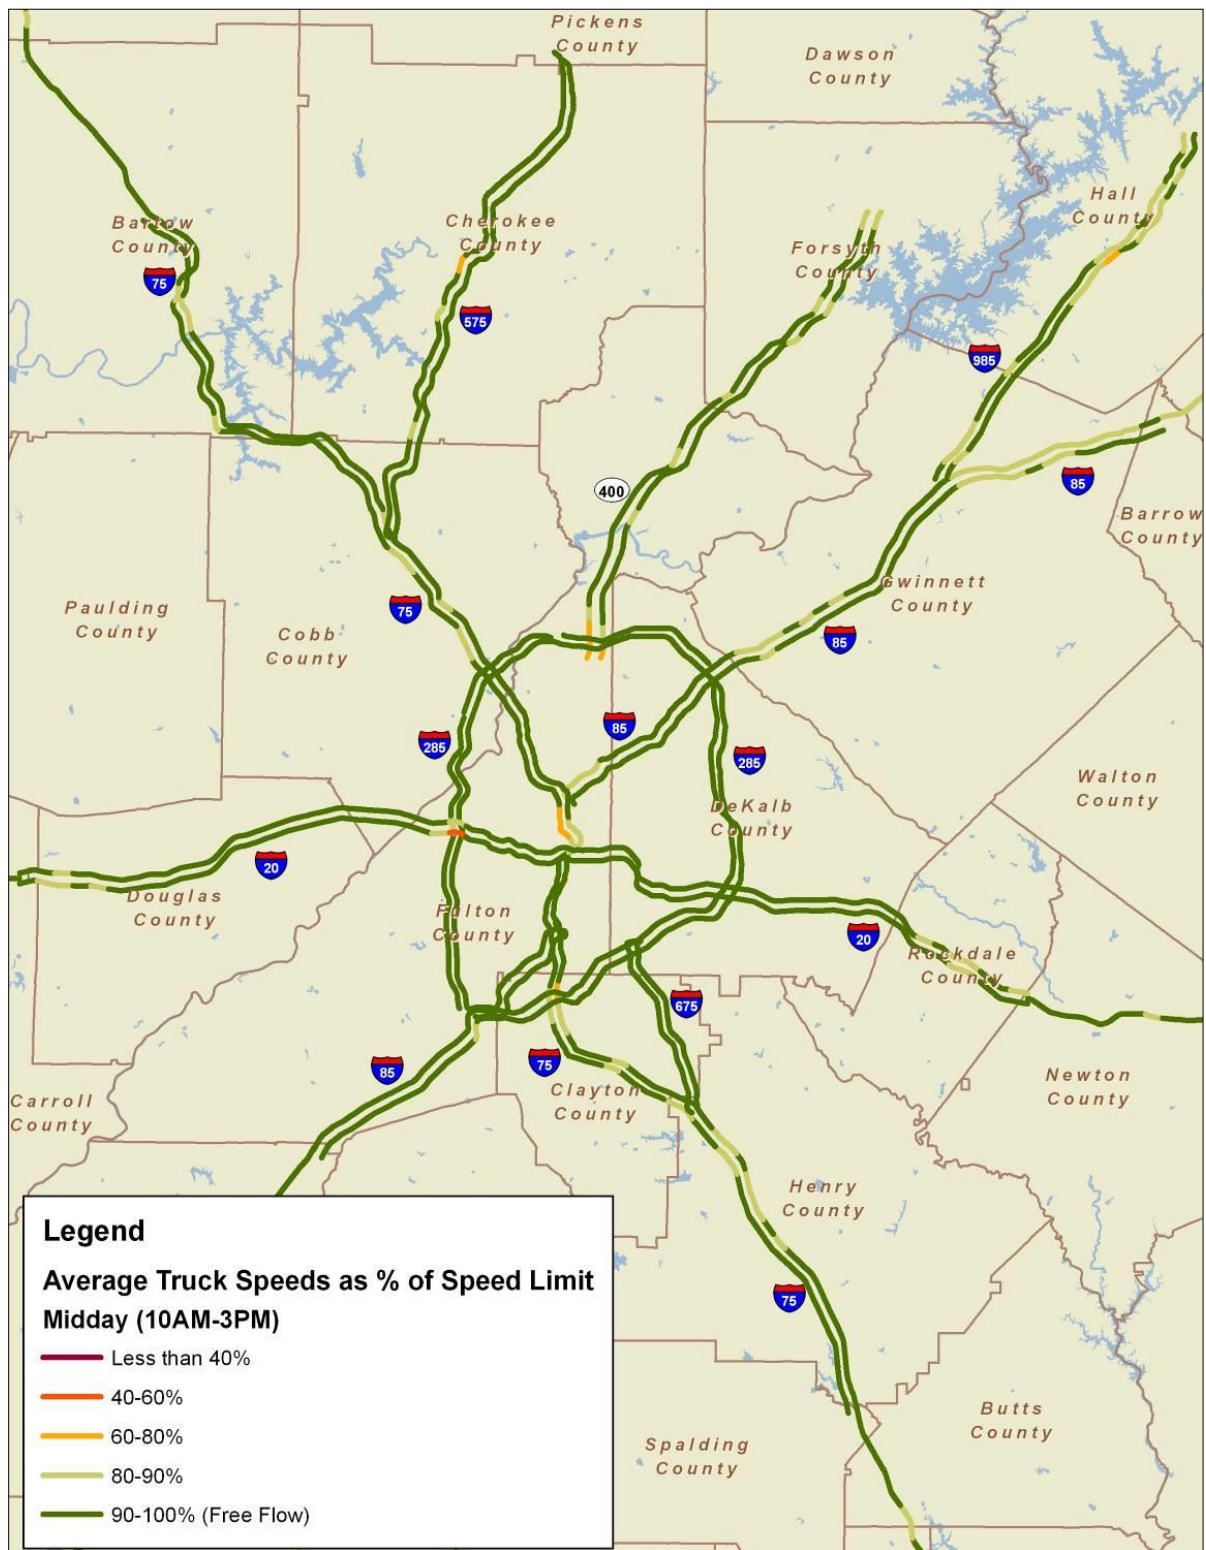 Pickens
County
Dawson
County
Hall
County
Bartow
County
Cherokee
County
Forsyth
County
75
575
985
400
85
Barrow
County
Gwinnett
County
Paulding
County
75
Cobb
County
85
85
285
285
Walton
County
DeKalb
County
20
Douglas
County
Fulton
County
20
Rockdale
County
675
85
75
Clayton
County
Newton
County
Carroll
County
Henry
County
75
Butts
County
Spalding
County
Legend
Average Truck Speeds as % of Speed Limit
Midday (10AM-3PM)
Less than 40%
40-60%
60-80%
80-90%
90-100% (Free Flow)